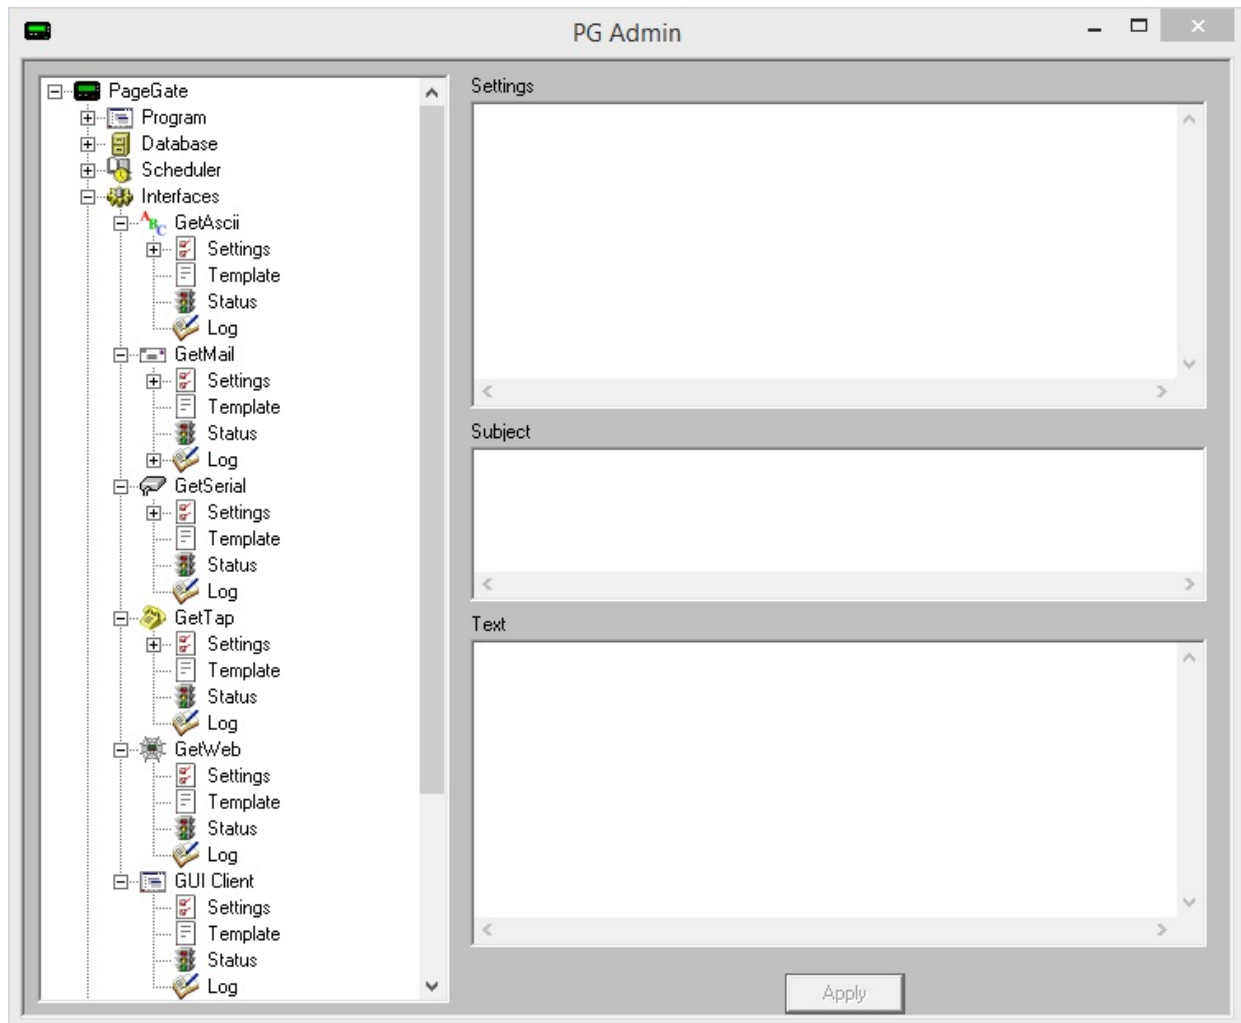 PG Admin
PageGate
Program
Database
Scheduler
Interfaces
ABC GetAscii
Settings
Template
Status
Log
GetMail
Settings
Template
Status
Log
GetSerial
Settings
Template
Status
Log
GetTap
Settings
Template
Status
Log
GetWeb
Settings
Template
Status
Log
GUI Client
Settings
Template
Status
Log
Settings
Subject
Text
Apply